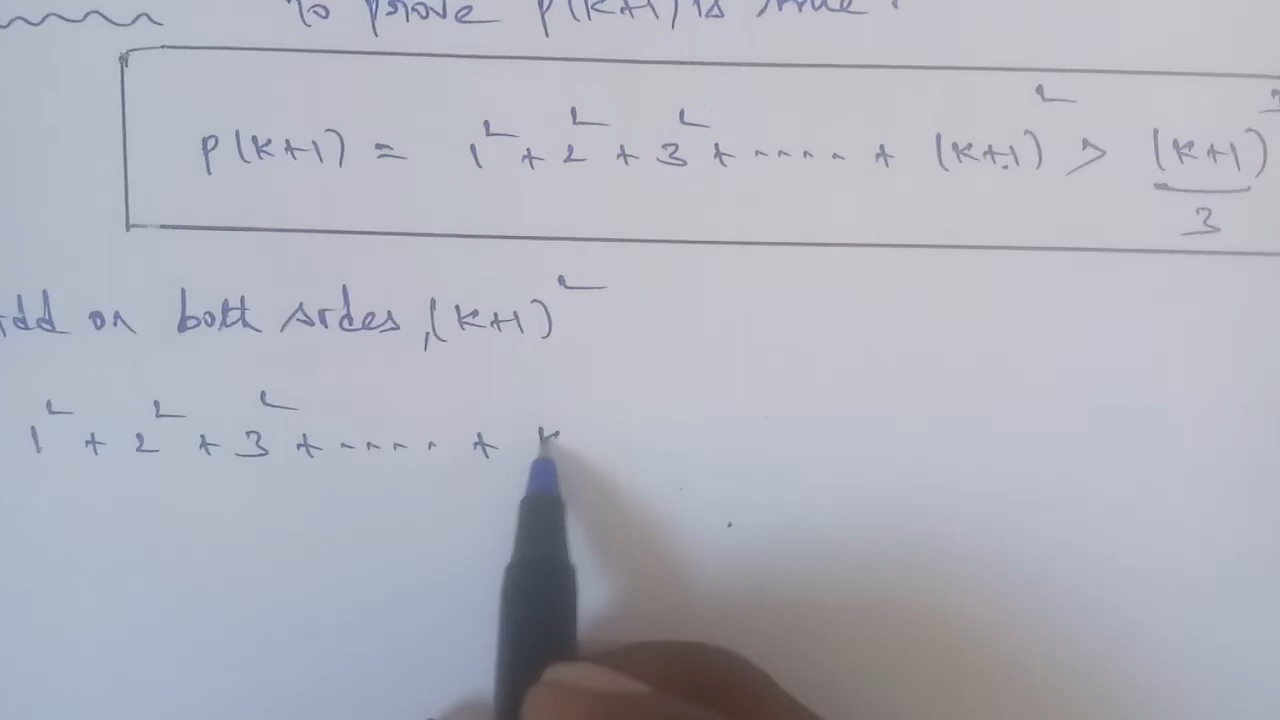 To prove P(k+1) is true.
P(k+1) = 1² + 2² + 3² + ..... + (k+1)² > (k+1)³/3
Add on both sides, (k+1)²
1² + 2² + 3² + ..... + k